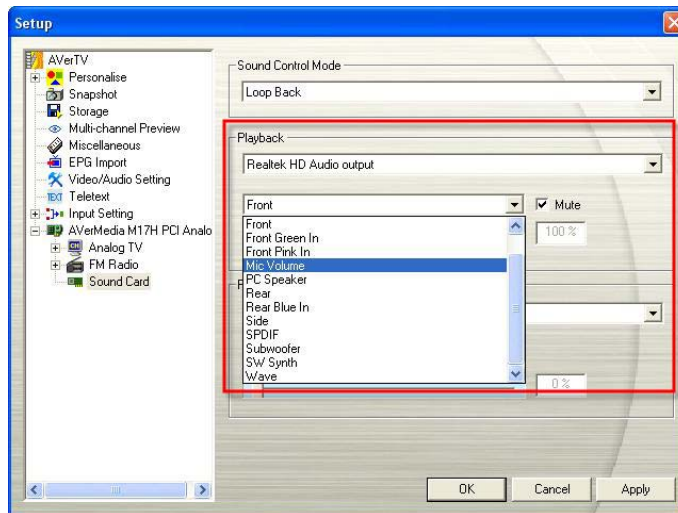 Setup
AVerTV
Personalise
Snapshot
Storage
Multi-channel Preview
Miscellaneous
EPG Import
Video/Audio Setting
TEXT Teletext
Input Setting
AVerMedia M17H PCI Analo
Analog TV
FM Radio
Sound Card
Sound Control Mode
Loop Back
Playback
Realtek HD Audio output
Front
Mute
100 %
Front
Front Green In
Front Pink In
Mic Volume
PC Speaker
Rear
Rear Blue In
Side
SPDIF
Subwoofer
SW Synth
Wave
0 %
OK
Cancel
Apply